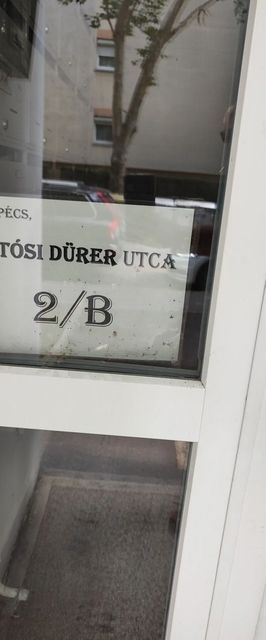 PÉCS,
TÓSI DÜRER UTCA
2/B